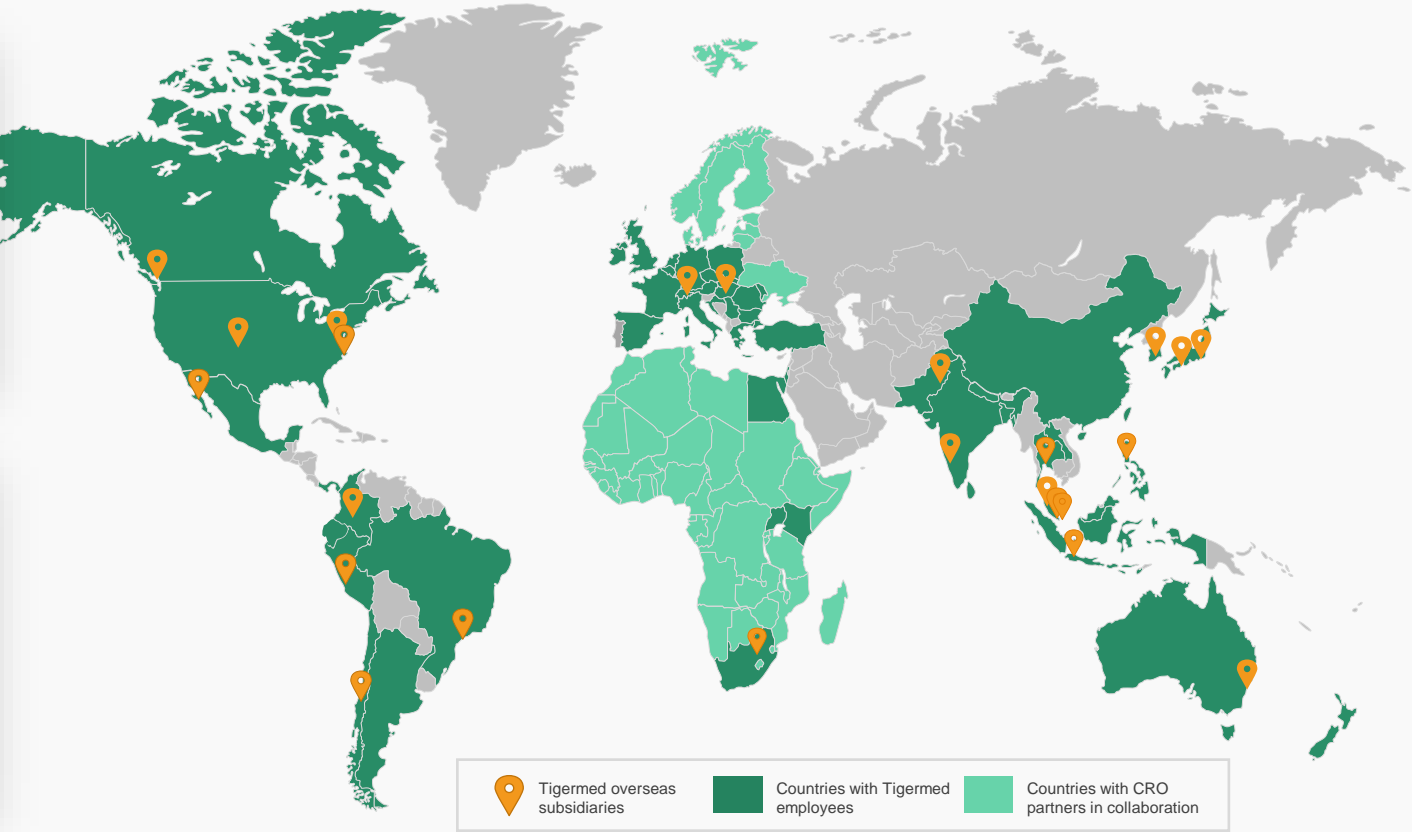 Tigermed overseas
subsidiaries
Countries with Tigermed
employees
Countries with CRO
partners in collaboration